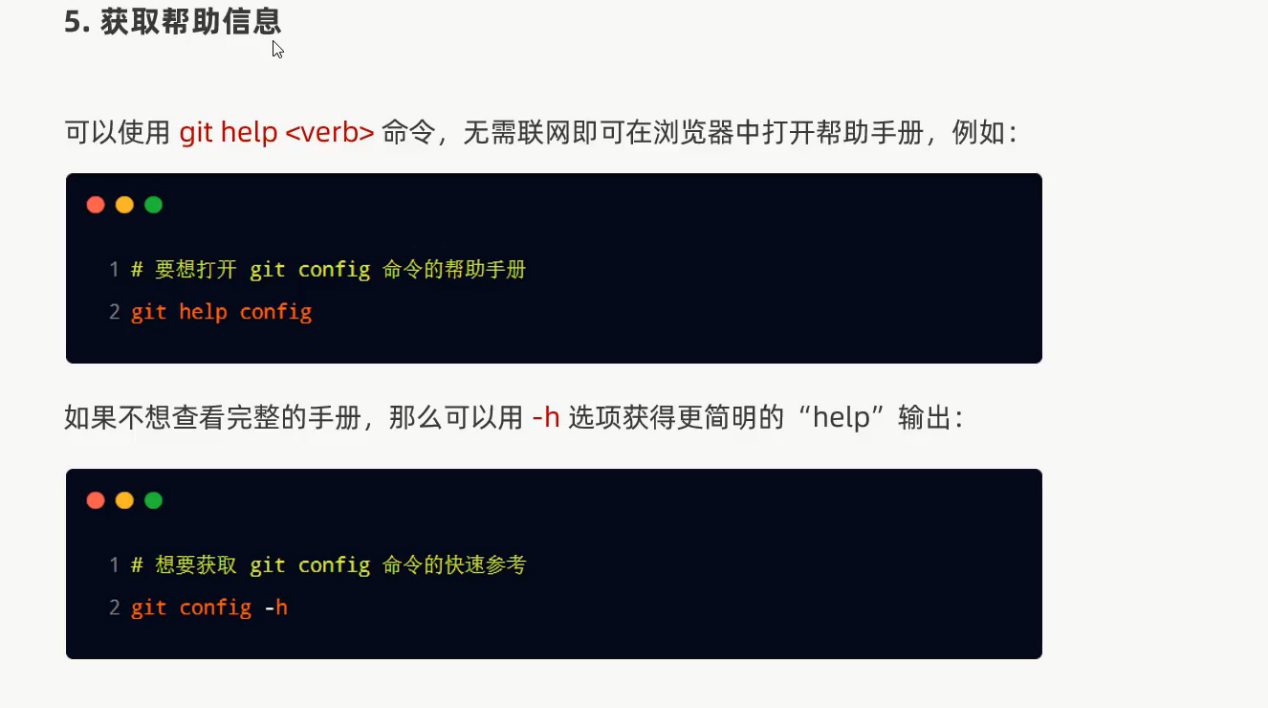 5. 获取帮助信息
可以使用 git help <verb> 命令，无需联网即可在浏览器中打开帮助手册，例如：
1 # 要想打开 git config 命令的帮助手册
2 git help config
如果不想查看完整的手册，那么可以用 -h 选项获得更简明的“help”输出：
1 # 想要获取 git config 命令的快速参考
2 git config -h